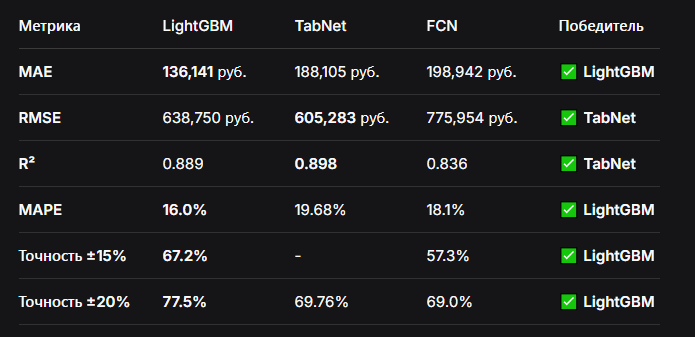 Метрика LightGBM TabNet FCN Победитель
MAE 136,141 руб. 188,105 руб. 198,942 руб. ✅ LightGBM
RMSE 638,750 руб. 605,283 руб. 775,954 руб. ✅ TabNet
R² 0.889 0.898 0.836 ✅ TabNet
MAPE 16.0% 19.68% 18.1% ✅ LightGBM
Точность ±15% 67.2% - 57.3% ✅ LightGBM
Точность ±20% 77.5% 69.76% 69.0% ✅ LightGBM